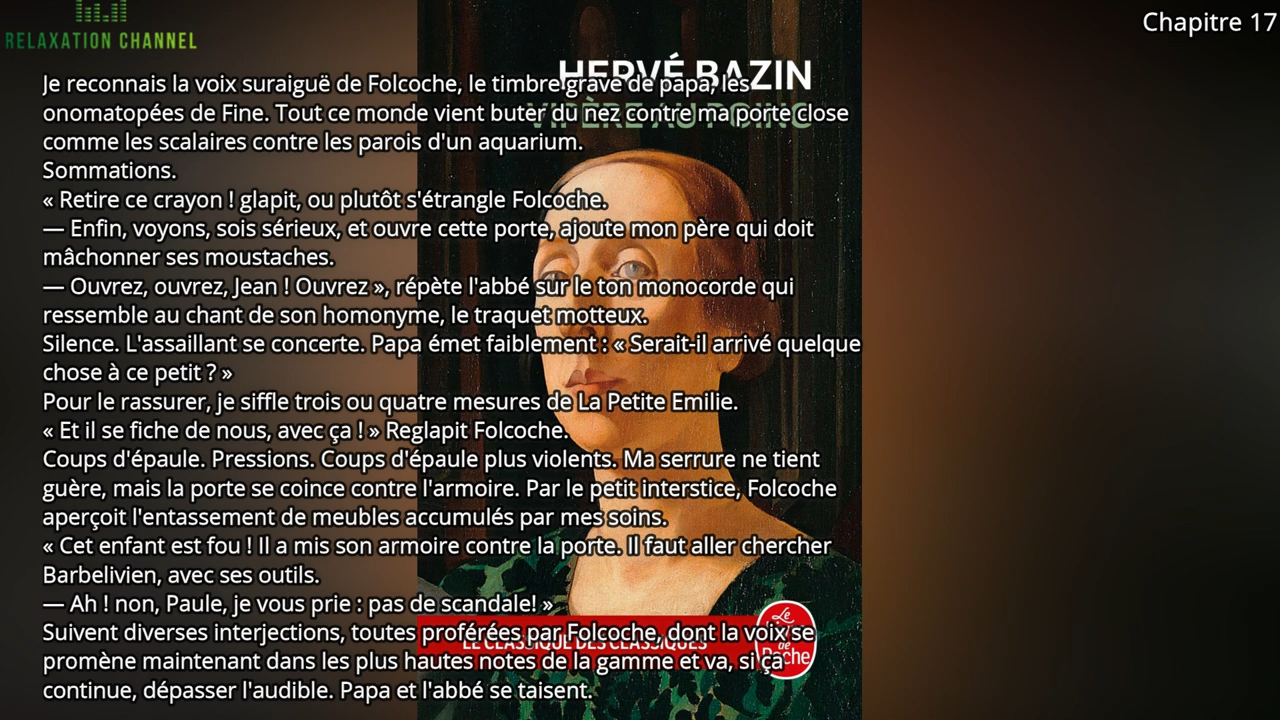 RELAXATION CHANNEL
Chapitre 17
HERVÉ BAZIN
VIPÈRE AU POING
Je reconnais la voix suraiguë de Folcoche, le timbre grave de papa, les
onomatopées de Fine. Tout ce monde vient buter du nez contre ma porte close
comme les scalaires contre les parois d'un aquarium.
Sommations.
« Retire ce crayon ! glapit, ou plutôt s'étrangle Folcoche.
— Enfin, voyons, sois sérieux, et ouvre cette porte, ajoute mon père qui doit
mâchonner ses moustaches.
— Ouvrez, ouvrez, Jean ! Ouvrez », répète l'abbé sur le ton monocorde qui
ressemble au chant de son homonyme, le traquet motteux.
Silence. L'assaillant se concerte. Papa émet faiblement : « Serait-il arrivé quelque
chose à ce petit ? »
Pour le rassurer, je siffle trois ou quatre mesures de La Petite Emilie.
« Et il se fiche de nous, avec ça ! » Reglapit Folcoche.
Coups d'épaule. Pressions. Coups d'épaule plus violents. Ma serrure ne tient
guère, mais la porte se coince contre l'armoire. Par le petit interstice, Folcoche
aperçoit l'entassement de meubles accumulés par mes soins.
« Cet enfant est fou ! Il a mis son armoire contre la porte. Il faut aller chercher
Barbelivien, avec ses outils.
— Ah ! non, Paule, je vous prie : pas de scandale! »
Suivent diverses interjections, toutes proférées par Folcoche, dont la voix se
promène maintenant dans les plus hautes notes de la gamme et va, si ça
continue, dépasser l'audible. Papa et l'abbé se taisent.
LE CLASSIQUE DES CLASSIQUES
Le
de
Poche